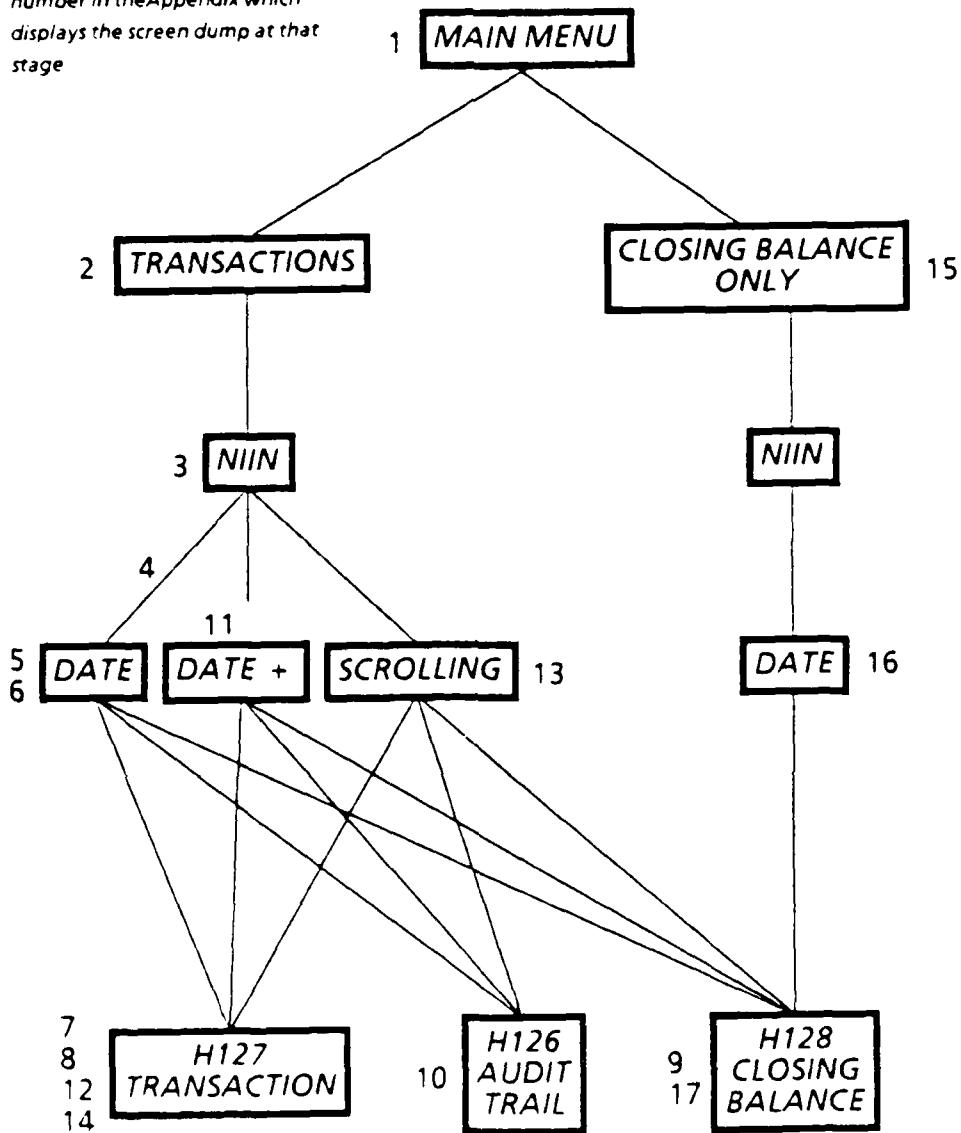 number in the Appendix which
displays the screen dump at that
stage
1 MAIN MENU
2 TRANSACTIONS
CLOSING BALANCE
ONLY
15
3 NIIN
NIIN
4
11
5
6
DATE
DATE +
SCROLLING
13
DATE
16
7
8
12
14
H127
TRANSACTION
10
H126
AUDIT
TRAIL
9
17
H128
CLOSING
BALANCE